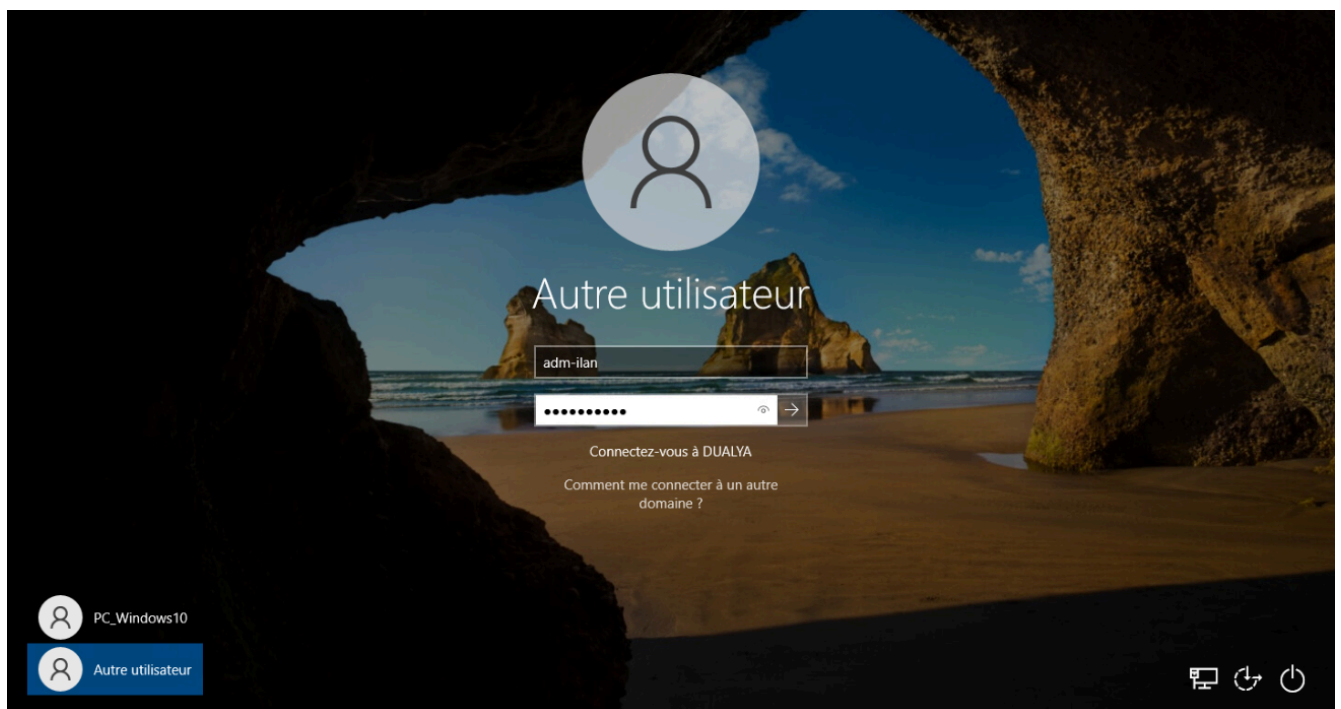 Autre utilisateur
adm-ilan
Connectez-vous à DUALYA
Comment me connecter à un autre
domaine ?
PC_Windows10
Autre utilisateur